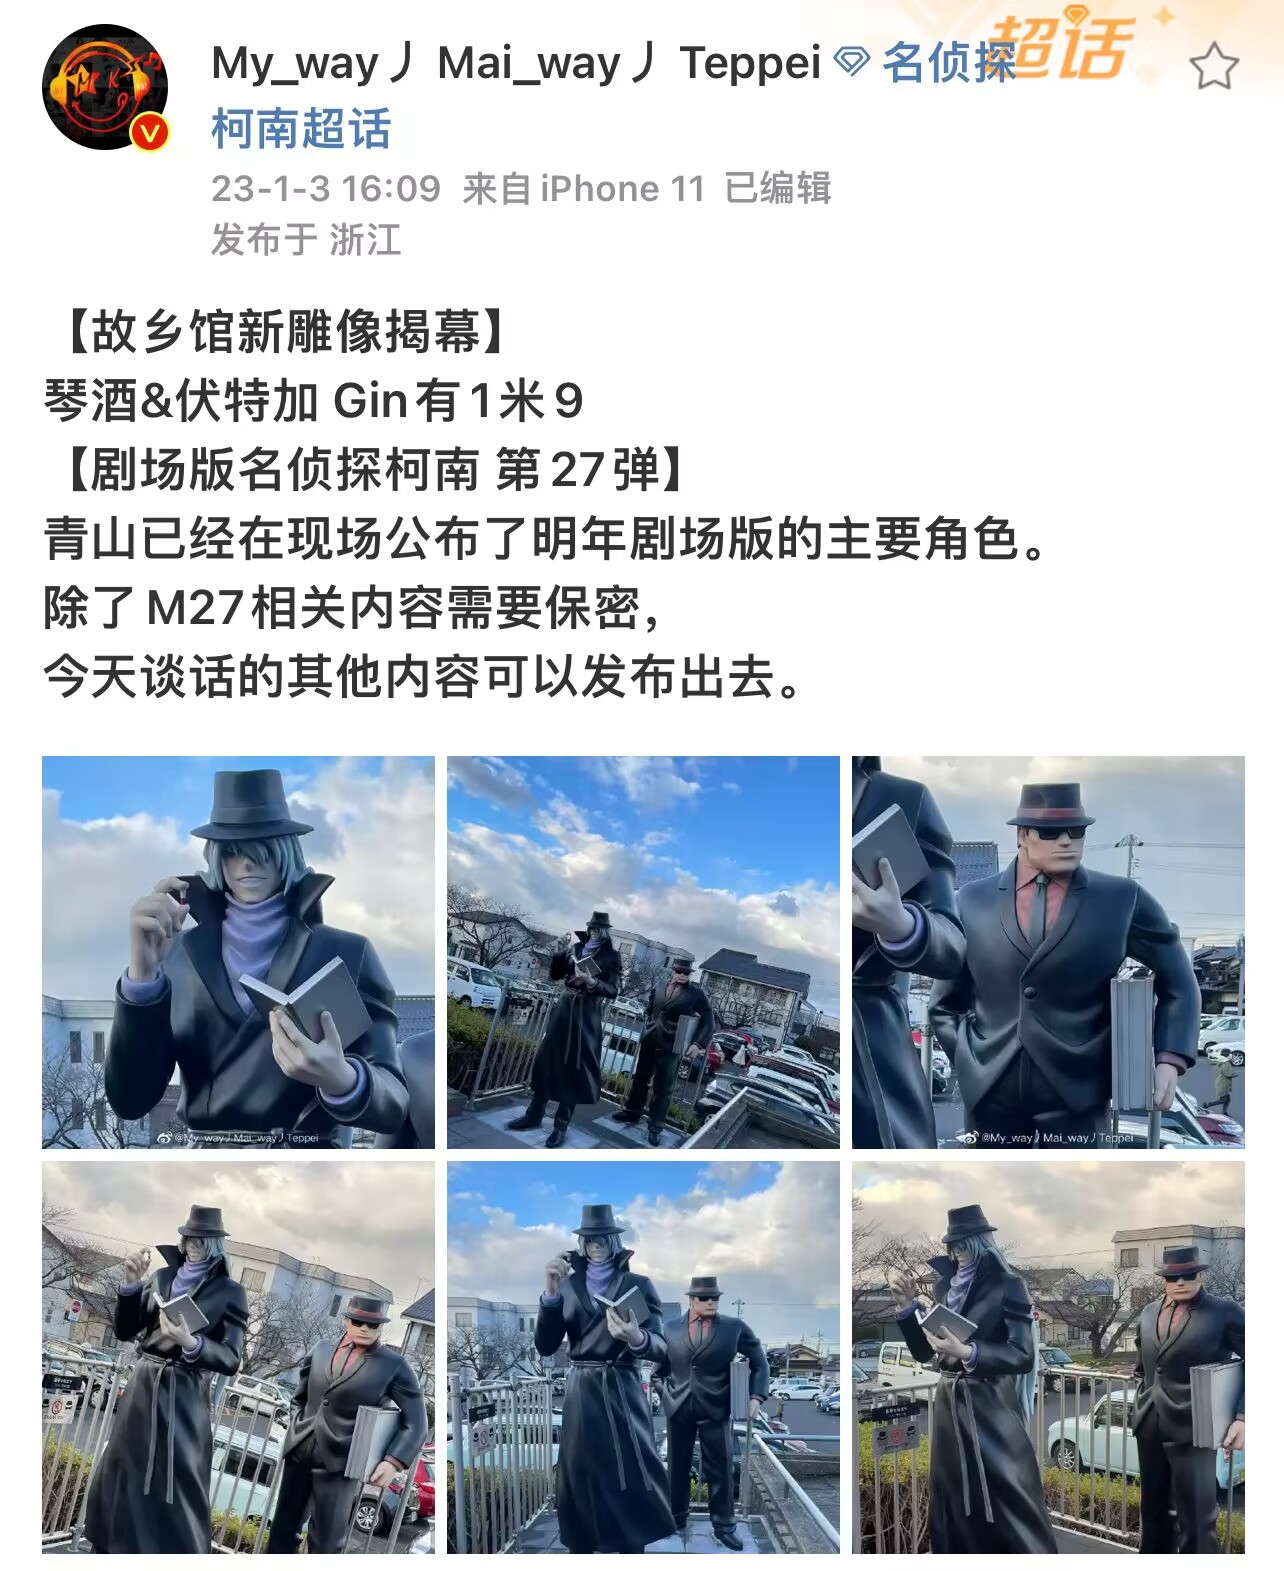 超话
My_way丿Mai_way丿Teppei 名侦探
柯南超话
23-1-3 16:09 来自 iPhone 11 已编辑
发布于 浙江
【故乡馆新雕像揭幕】
琴酒&伏特加 Gin有1米9
【剧场版名侦探柯南 第27弹】
青山已经在现场公布了明年剧场版的主要角色。
除了M27相关内容需要保密，
今天谈话的其他内容可以发布出去。
@My_way丿Mai_way丿Teppei
@My_way丿Mai_way丿Teppei